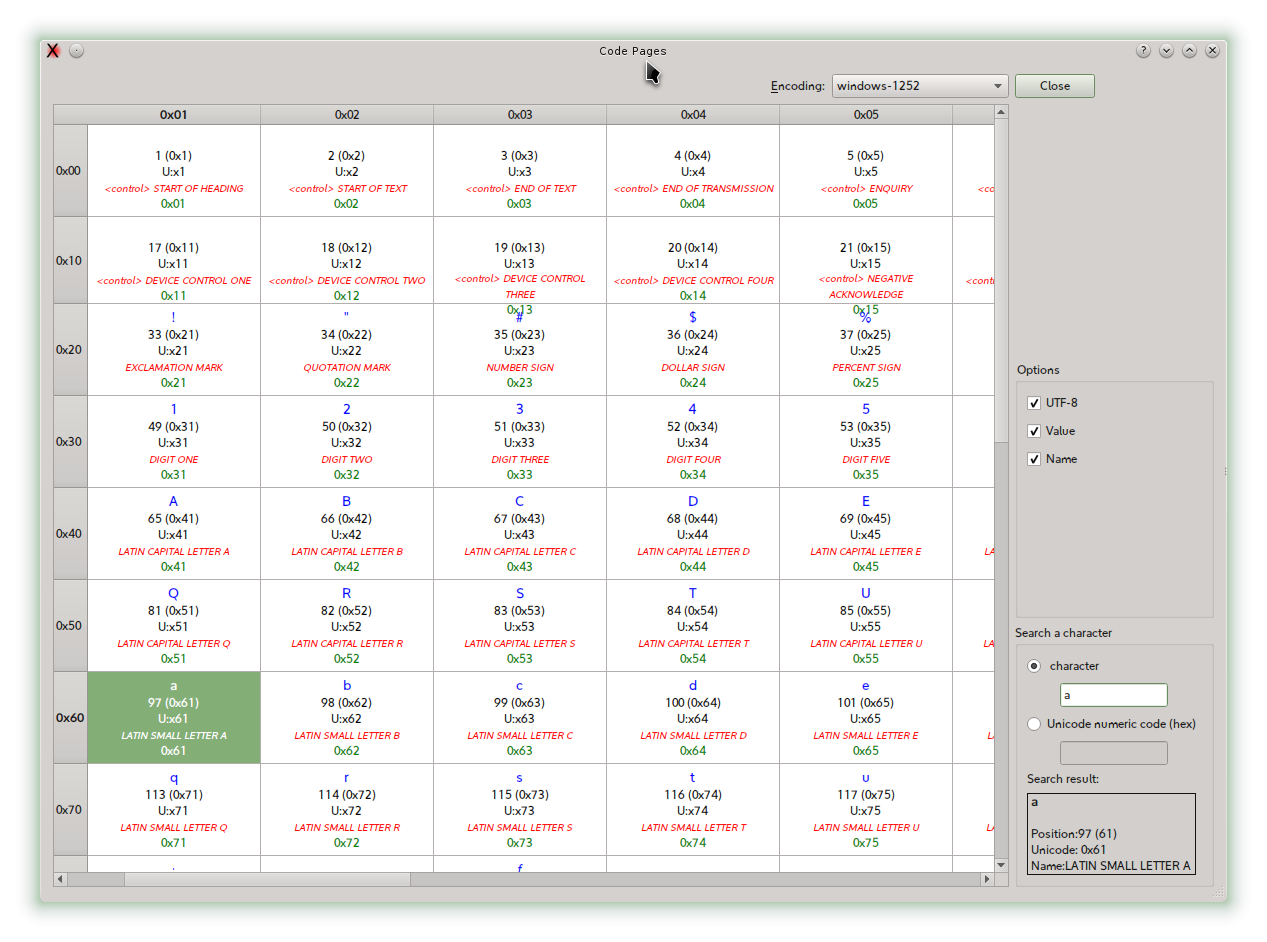 Code Pages
Encoding: windows-1252 Close
0x01 0x02 0x03 0x04 0x05
0x00
1 (0x1) 2 (0x2) 3 (0x3) 4 (0x4) 5 (0x5)
U:x1 U:x2 U:x3 U:x4 U:x5
<control> START OF HEADING <control> START OF TEXT <control> END OF TEXT <control> END OF TRANSMISSION <control> ENQUIRY <cc
0x01 0x02 0x03 0x04 0x05
0x10
17 (0x11) 18 (0x12) 19 (0x13) 20 (0x14) 21 (0x15)
U:x11 U:x12 U:x13 U:x14 U:x15
<control> DEVICE CONTROL ONE <control> DEVICE CONTROL TWO <control> DEVICE CONTROL THREE <control> DEVICE CONTROL FOUR <control> NEGATIVE ACKNOWLEDGE <conti
0x11 0x12 0x13 0x14 0x15
0x20
! " # $ %
33 (0x21) 34 (0x22) 35 (0x23) 36 (0x24) 37 (0x25)
U:x21 U:x22 U:x23 U:x24 U:x25
EXCLAMATION MARK QUOTATION MARK NUMBER SIGN DOLLAR SIGN PERCENT SIGN
0x21 0x22 0x23 0x24 0x25
0x30
1 2 3 4 5
49 (0x31) 50 (0x32) 51 (0x33) 52 (0x34) 53 (0x35)
U:x31 U:x32 U:x33 U:x34 U:x35
DIGIT ONE DIGIT TWO DIGIT THREE DIGIT FOUR DIGIT FIVE
0x31 0x32 0x33 0x34 0x35
0x40
A B C D E
65 (0x41) 66 (0x42) 67 (0x43) 68 (0x44) 69 (0x45)
U:x41 U:x42 U:x43 U:x44 U:x45
LATIN CAPITAL LETTER A LATIN CAPITAL LETTER B LATIN CAPITAL LETTER C LATIN CAPITAL LETTER D LATIN CAPITAL LETTER E LA
0x41 0x42 0x43 0x44 0x45
0x50
Q R S T U
81 (0x51) 82 (0x52) 83 (0x53) 84 (0x54) 85 (0x55)
U:x51 U:x52 U:x53 U:x54 U:x55
LATIN CAPITAL LETTER Q LATIN CAPITAL LETTER R LATIN CAPITAL LETTER S LATIN CAPITAL LETTER T LATIN CAPITAL LETTER U LA
0x51 0x52 0x53 0x54 0x55
0x60
a b c d e
97 (0x61) 98 (0x62) 99 (0x63) 100 (0x64) 101 (0x65)
U:x61 U:x62 U:x63 U:x64 U:x65
LATIN SMALL LETTER A LATIN SMALL LETTER B LATIN SMALL LETTER C LATIN SMALL LETTER D LATIN SMALL LETTER E
0x61 0x62 0x63 0x64 0x65
0x70
q r s t u
113 (0x71) 114 (0x72) 115 (0x73) 116 (0x74) 117 (0x75)
U:x71 U:x72 U:x73 U:x74 U:x75
LATIN SMALL LETTER Q LATIN SMALL LETTER R LATIN SMALL LETTER S LATIN SMALL LETTER T LATIN SMALL LETTER U
0x71 0x72 0x73 0x74 0x75
Options
UTF-8
Value
Name
Search a character
character
a
Unicode numeric code (hex)
Search result:
a
Position:97 (61)
Unicode: 0x61
Name:LATIN SMALL LETTER A